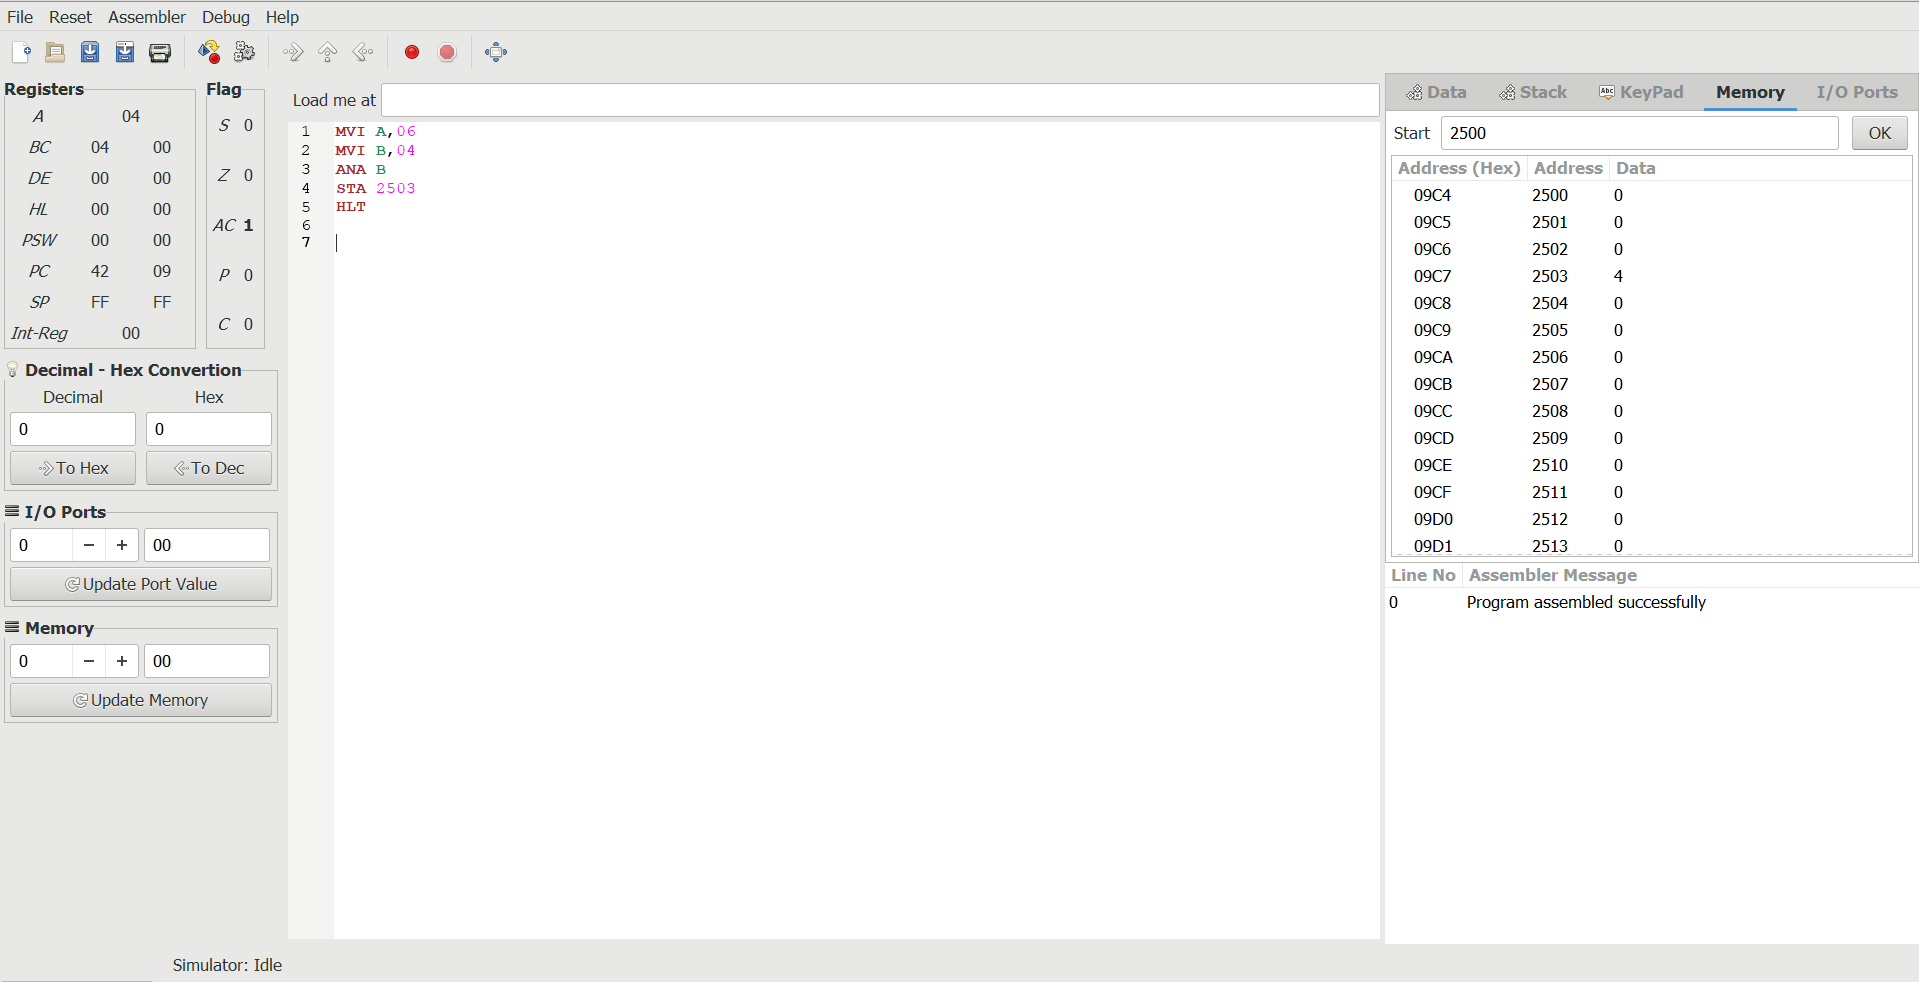 File Reset Assembler Debug Help
Registers
A 04
BC 04 00
DE 00 00
HL 00 00
PSW 00 00
PC 42 09
SP FF FF
Int-Reg 00
Flag
S 0
Z 0
AC 1
P 0
C 0
Decimal - Hex Convertion
Decimal Hex
0 0
To Hex To Dec
I/O Ports
0 − + 00
Update Port Value
Memory
0 − + 00
Update Memory
Load me at
1 MVI A,06
2 MVI B,04
3 ANA B
4 STA 2503
5 HLT
6
7
Data Stack Abc KeyPad Memory I/O Ports
Start 2500 OK
Address (Hex) Address Data
09C4 2500 0
09C5 2501 0
09C6 2502 0
09C7 2503 4
09C8 2504 0
09C9 2505 0
09CA 2506 0
09CB 2507 0
09CC 2508 0
09CD 2509 0
09CE 2510 0
09CF 2511 0
09D0 2512 0
09D1 2513 0
Line No Assembler Message
0 Program assembled successfully
Simulator: Idle